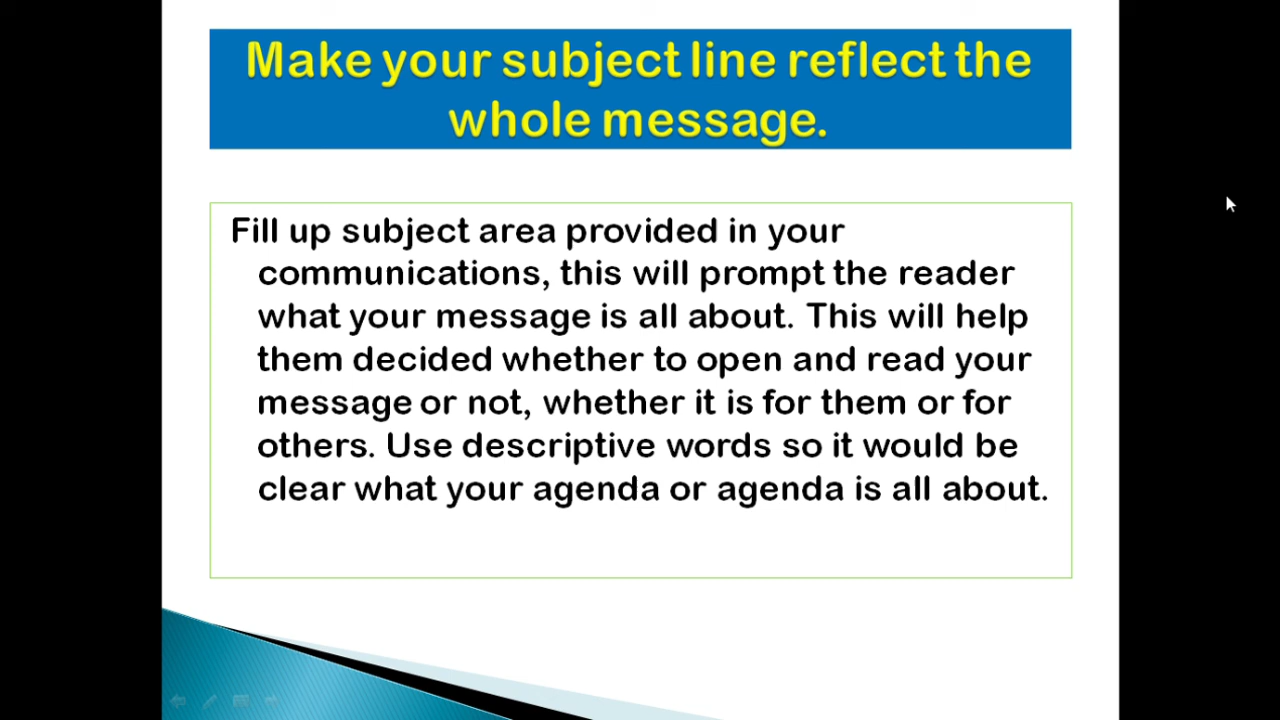 Make your subject line reflect the
whole message.
Fill up subject area provided in your
communications, this will prompt the reader
what your message is all about. This will help
them decided whether to open and read your
message or not, whether it is for them or for
others. Use descriptive words so it would be
clear what your agenda or agenda is all about.